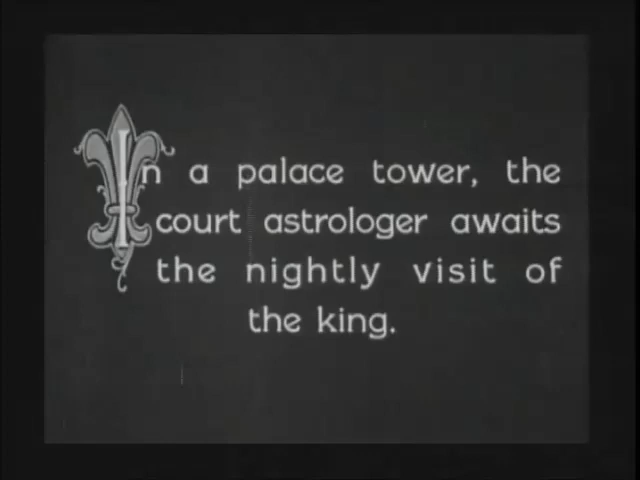 In a palace tower, the
court astrologer awaits
the nightly visit of
the king.